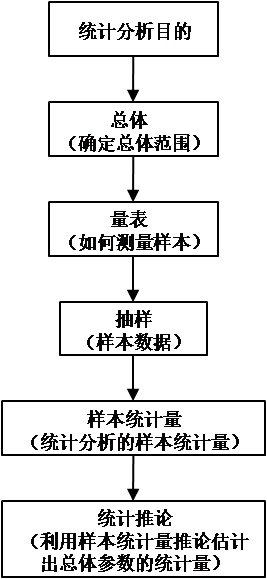 统计分析目的
总体
（确定总体范围）
量表
（如何测量样本）
抽样
（样本数据）
样本统计量
（统计分析的样本统计量）
统计推论
（利用样本统计量推论估计
出总体参数的统计量）